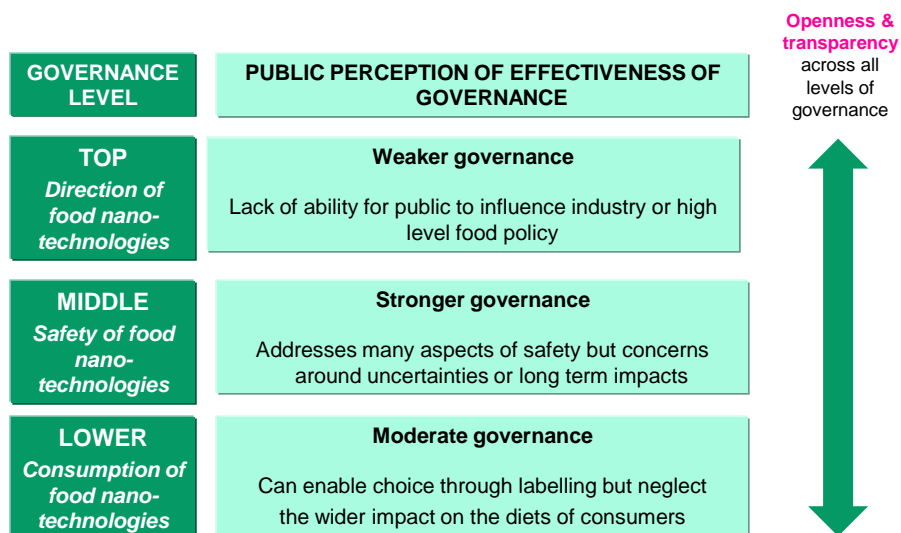 Openness &
transparency
across all
levels of
governance
GOVERNANCE
LEVEL
PUBLIC PERCEPTION OF EFFECTIVENESS OF
GOVERNANCE
TOP
Direction of
food nano-
technologies
Weaker governance
Lack of ability for public to influence industry or high
level food policy
MIDDLE
Safety of food
nano-
technologies
Stronger governance
Addresses many aspects of safety but concerns
around uncertainties or long term impacts
LOWER
Consumption of
food nano-
technologies
Moderate governance
Can enable choice through labelling but neglect
the wider impact on the diets of consumers